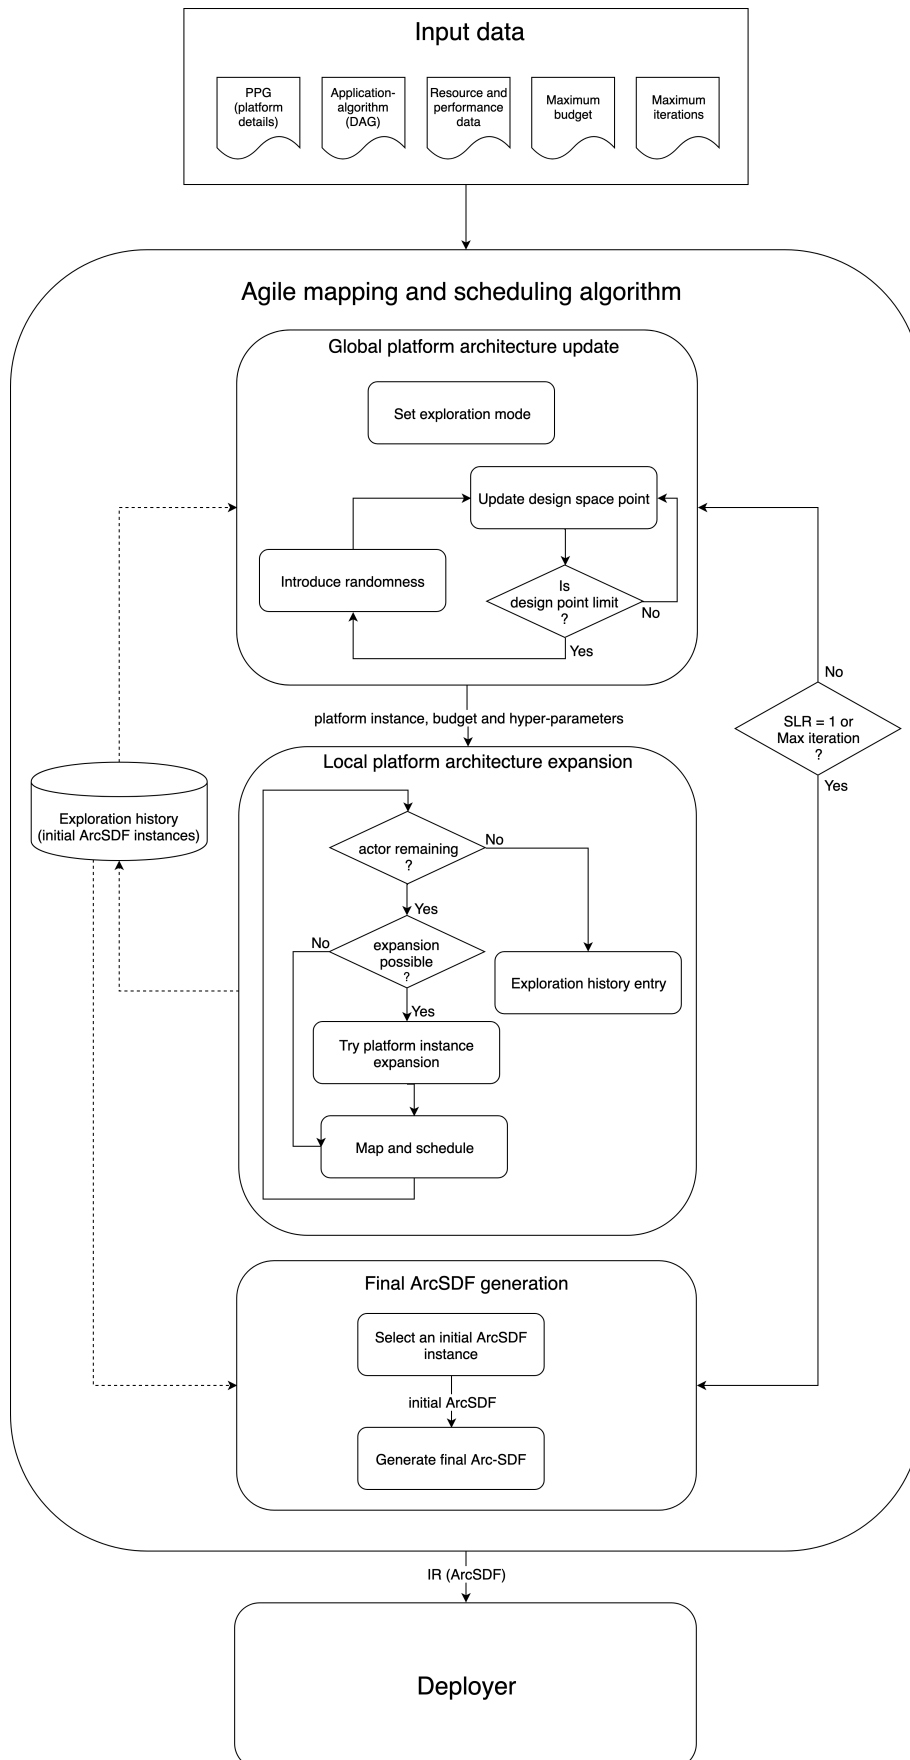 Input data
PPG
(platform
details)
Application-
algorithm
(DAG)
Resource and
performance
data
Maximum
budget
Maximum
iterations
Agile mapping and scheduling algorithm
Global platform architecture update
Set exploration mode
Update design space point
Introduce randomness
Is
design point limit
?
No
Yes
platform instance, budget and hyper-parameters
No
SLR = 1 or
Max iteration
?
Yes
Local platform architecture expansion
Exploration history
(initial ArcSDF instances)
actor remaining
?
No
Yes
No
expansion
possible
?
Exploration history entry
Yes
Try platform instance
expansion
Map and schedule
Final ArcSDF generation
Select an initial ArcSDF
instance
initial ArcSDF
Generate final Arc-SDF
IR (ArcSDF)
Deployer